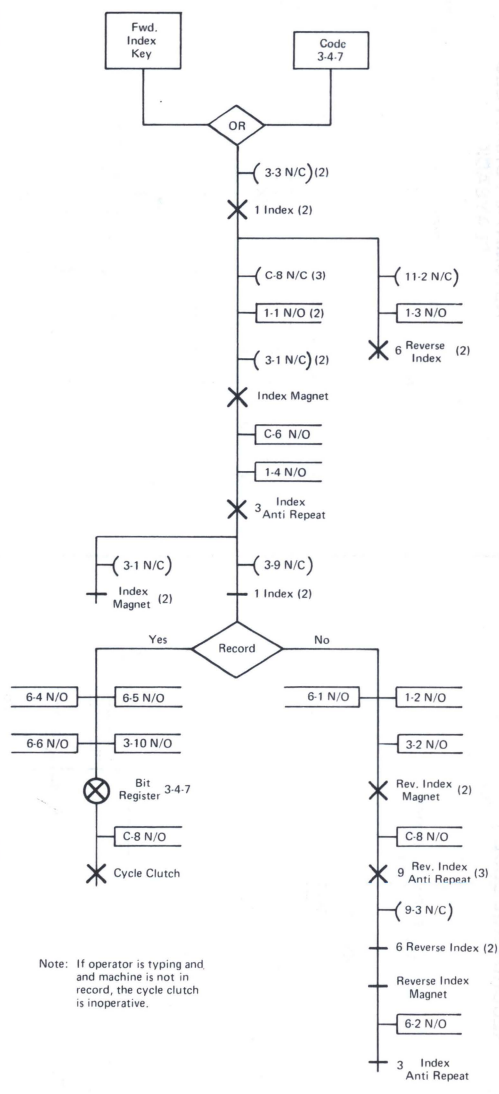 Fwd.
Index
Key
Code
3-4-7
OR
(3-3 N/C) (2)
1 Index (2)
(C-8 N/C (3)
(11-2 N/C)
1-1 N/O (2)
1-3 N/O
(3-1 N/C) (2)
6 Reverse Index (2)
Index Magnet
C-6 N/O
1-4 N/O
3 Index
Anti Repeat
(3-1 N/C)
(3-9 N/C)
Index
Magnet (2)
1 Index (2)
Yes
Record
No
6-4 N/O
6-5 N/O
6-1 N/O
1-2 N/O
6-6 N/O
3-10 N/O
3-2 N/O
Bit
Register 3-4-7
Rev. Index
Magnet (2)
C-8 N/O
C-8 N/O
Cycle Clutch
9 Rev. Index
Anti Repeat (3)
(9-3 N/C)
6 Reverse Index (2)
Note: If operator is typing and
and machine is not in
record, the cycle clutch
is inoperative.
Reverse Index
Magnet
6-2 N/O
3 Index
Anti Repeat